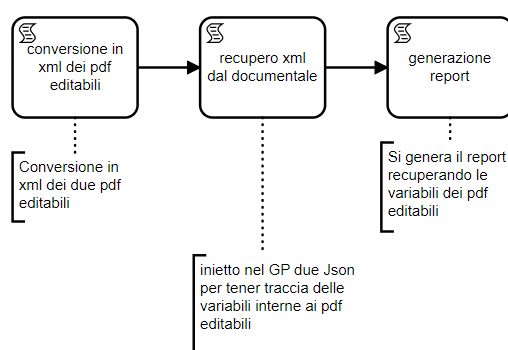 conversione in
xml dei pdf
editabili
recupero xml
dal documentale
generazione
report
Conversione in
xml dei due pdf
editabili
inietto nel GP due Json
per tener traccia delle
variabili interne ai pdf
editabili
Si genera il report
recuperando le
variabili dei pdf
editabili